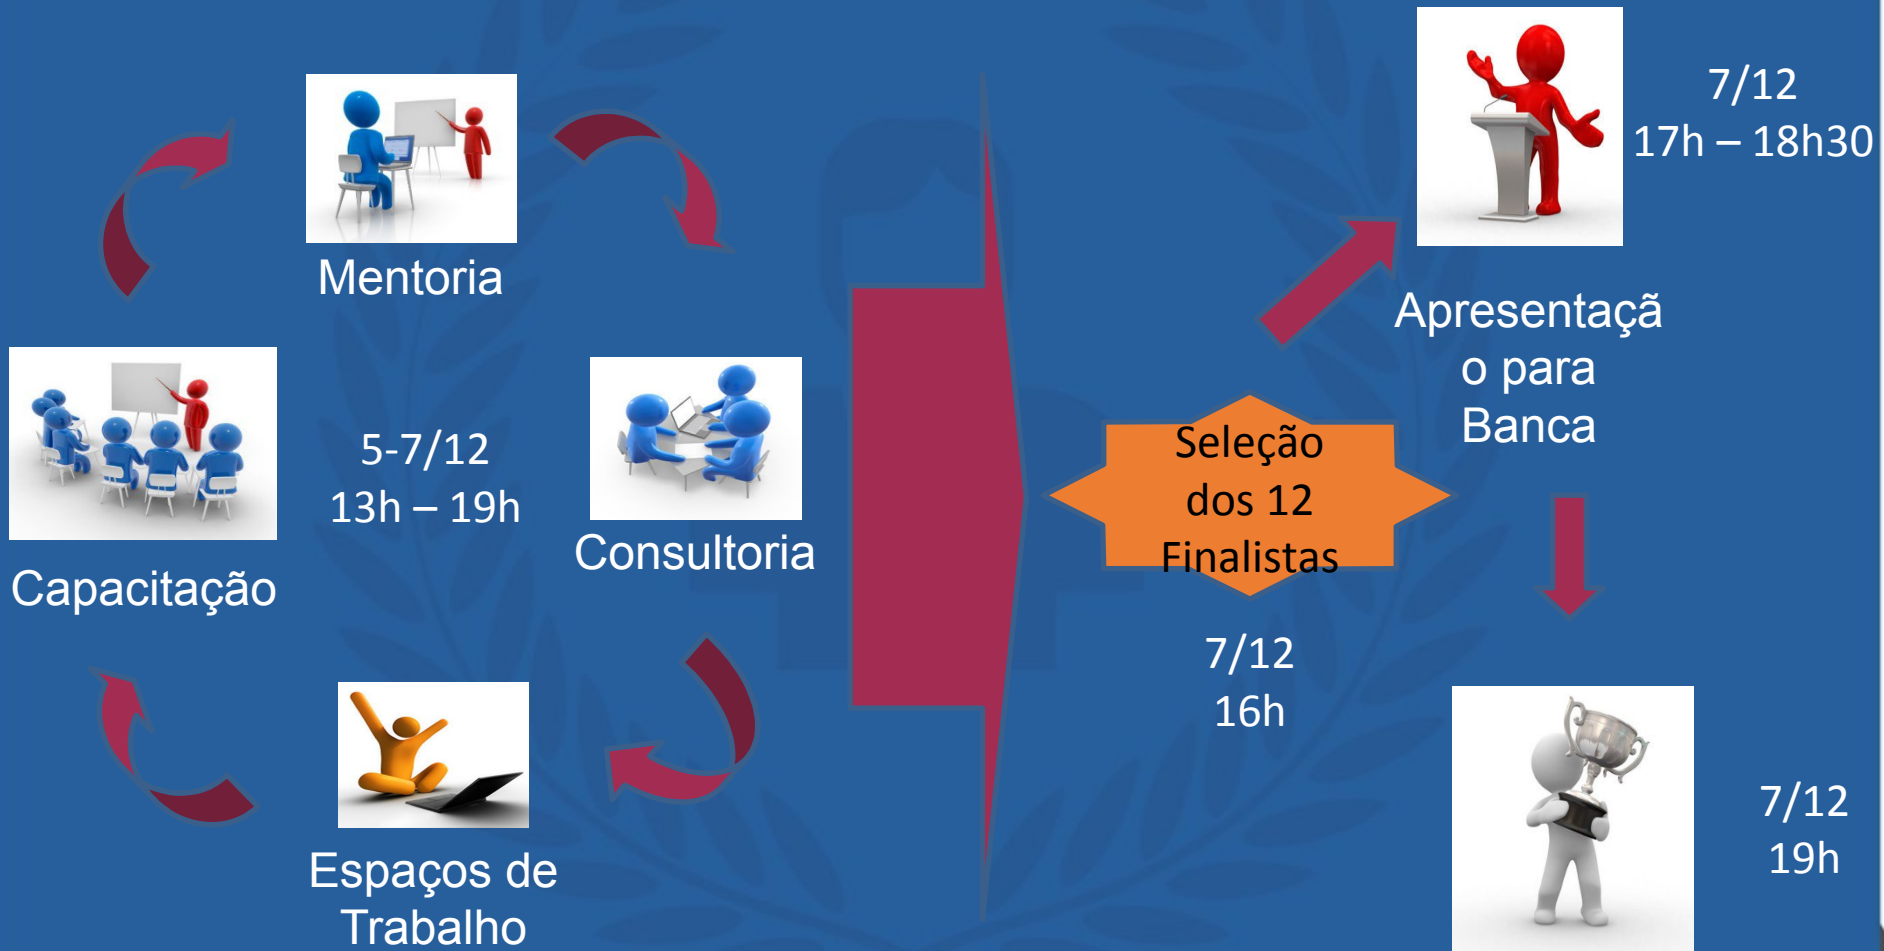 Mentoria
Capacitação
5-7/12
13h – 19h
Consultoria
Espaços de
Trabalho
Seleção
dos 12
Finalistas
7/12
16h
7/12
17h – 18h30
Apresentaçã
o para
Banca
7/12
19h